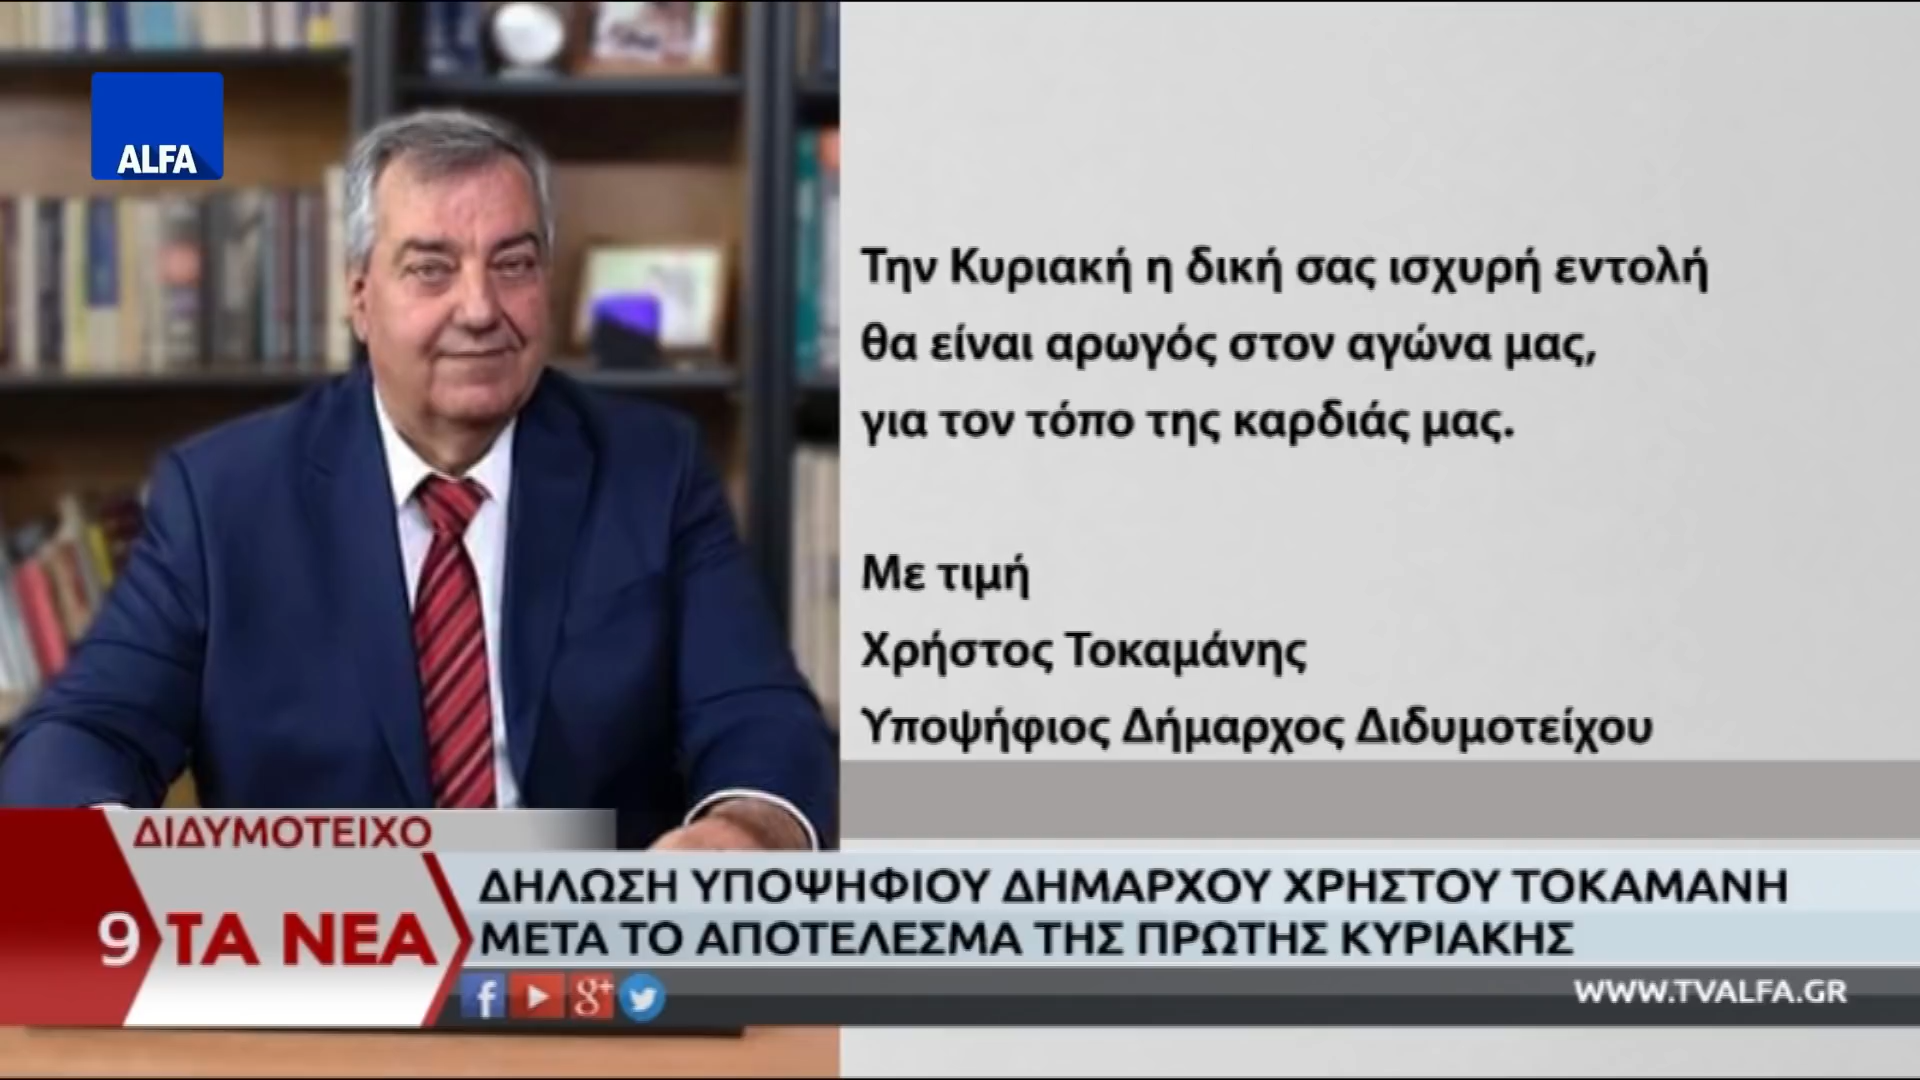 ALFA
Την Κυριακή η δική σας ισχυρή εντολή
θα είναι αρωγός στον αγώνα μας,
για τον τόπο της καρδιάς μας.
Με τιμή
Χρήστος Τοκαμάνης
Υποψήφιος Δήμαρχος Διδυμοτείχου
ΔΙΔΥΜΟΤΕΙΧΟ
9 ΤΑ ΝΕΑ
ΔΗΛΩΣΗ ΥΠΟΨΗΦΙΟΥ ΔΗΜΑΡΧΟΥ ΧΡΗΣΤΟΥ ΤΟΚΑΜΑΝΗ
ΜΕΤΑ ΤΟ ΑΠΟΤΕΛΕΣΜΑ ΤΗΣ ΠΡΩΤΗΣ ΚΥΡΙΑΚΗΣ
f g+
WWW.TVALFA.GR